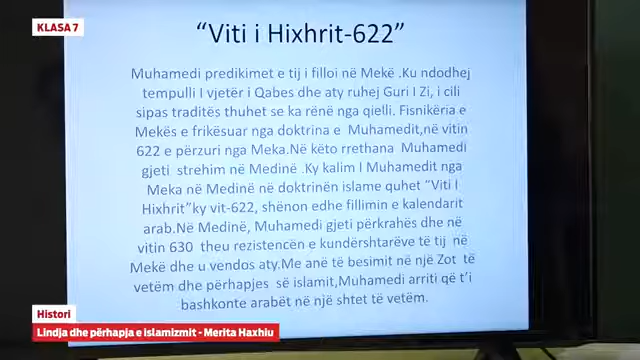 KLASA 7
“Viti i Hixhrit-622”
Muhamedi predikimet e tij i filloi në Mekë .Ku ndodhej
tempulli I vjetër i Qabes dhe aty ruhej Guri I Zi, i cili
sipas traditës thuhet se ka rënë nga qielli. Fisnikëria e
Mekës e frikësuar nga doktrina e Muhamedit,në vitin
622 e përzuri nga Meka.Në këto rrethana Muhamedi
gjeti strehim në Medinë .Ky kalim I Muhamedit nga
Meka në Medinë në doktrinën islame quhet “Viti I
Hixhrit”ky vit-622, shënon edhe fillimin e kalendarit
arab.Në Medinë, Muhamedi gjeti përkrahës dhe në
vitin 630 theu rezistencën e kundërshtarëve të tij në
Mekë dhe u vendos aty.Me anë të besimit në një Zot të
vetëm dhe përhapjes së islamit,Muhamedi arriti që t’i
bashkonte arabët në një shtet të vetëm.
Histori
Lindja dhe përhapja e islamizmit - Merita Haxhiu